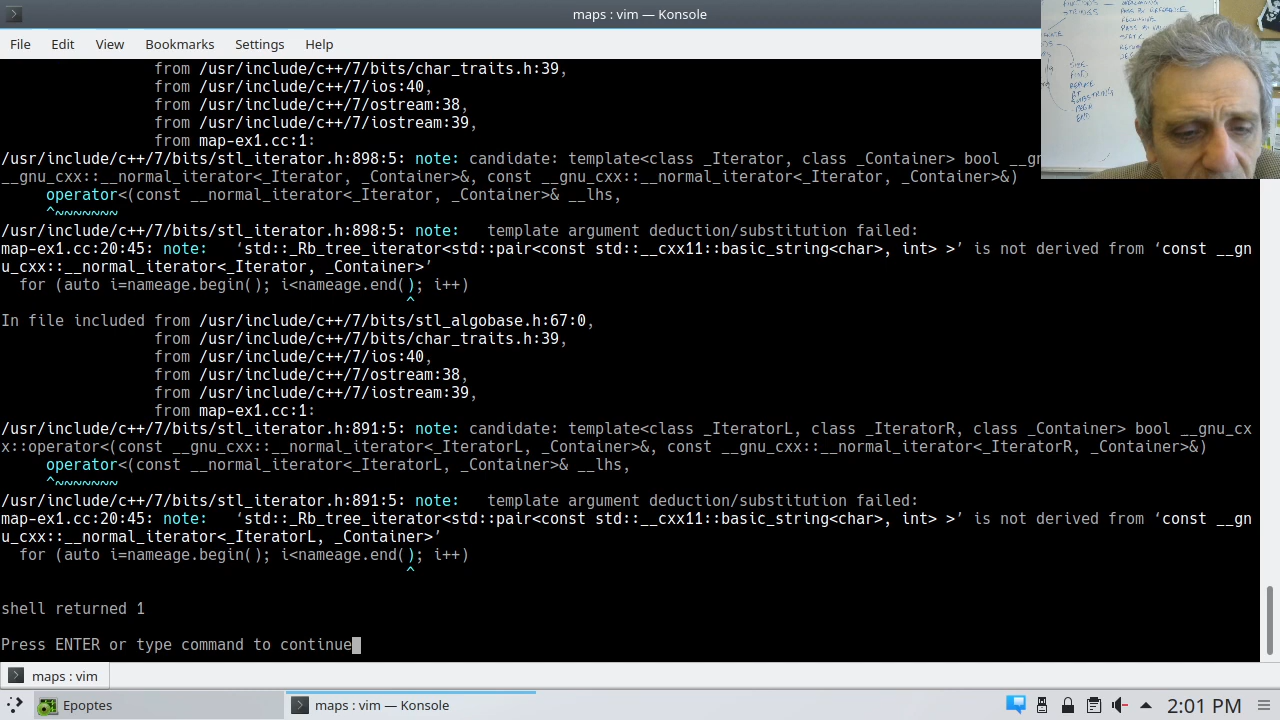 maps : vim — Konsole
File Edit View Bookmarks Settings Help
from /usr/include/c++/7/bits/char_traits.h:39,
from /usr/include/c++/7/ios:40,
from /usr/include/c++/7/ostream:38,
from /usr/include/c++/7/iostream:39,
from map-ex1.cc:1:
/usr/include/c++/7/bits/stl_iterator.h:898:5: note: candidate: template<class _Iterator, class _Container> bool __gn
__gnu_cxx::__normal_iterator<_Iterator, _Container>&, const __gnu_cxx::__normal_iterator<_Iterator, _Container>&)
operator<(const __normal_iterator<_Iterator, _Container>& __lhs,
^~~~~~~~
/usr/include/c++/7/bits/stl_iterator.h:898:5: note:   template argument deduction/substitution failed:
map-ex1.cc:20:45: note:   ‘std::_Rb_tree_iterator<std::pair<const std::__cxx11::basic_string<char>, int> >’ is not derived from ‘const __gn
u_cxx::__normal_iterator<_Iterator, _Container>’
for (auto i=nameage.begin(); i<nameage.end(); i++)
^
In file included from /usr/include/c++/7/bits/stl_algobase.h:67:0,
from /usr/include/c++/7/bits/char_traits.h:39,
from /usr/include/c++/7/ios:40,
from /usr/include/c++/7/ostream:38,
from /usr/include/c++/7/iostream:39,
from map-ex1.cc:1:
/usr/include/c++/7/bits/stl_iterator.h:891:5: note: candidate: template<class _IteratorL, class _IteratorR, class _Container> bool __gnu_cx
x::operator<(const __gnu_cxx::__normal_iterator<_IteratorL, _Container>&, const __gnu_cxx::__normal_iterator<_IteratorR, _Container>&)
operator<(const __normal_iterator<_IteratorL, _Container>& __lhs,
^~~~~~~~
/usr/include/c++/7/bits/stl_iterator.h:891:5: note:   template argument deduction/substitution failed:
map-ex1.cc:20:45: note:   ‘std::_Rb_tree_iterator<std::pair<const std::__cxx11::basic_string<char>, int> >’ is not derived from ‘const __gn
u_cxx::__normal_iterator<_IteratorL, _Container>’
for (auto i=nameage.begin(); i<nameage.end(); i++)
^
shell returned 1
Press ENTER or type command to continue
maps : vim
Epoptes
maps : vim — Konsole
2:01 PM
STRINGS
PASS BY REFERENCE
SIZE
FIND
SUBSTRING
BEGIN
END